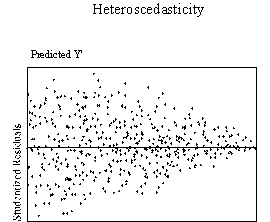 Heteroscedasticity
Predicted Y'
Studentized Residuals